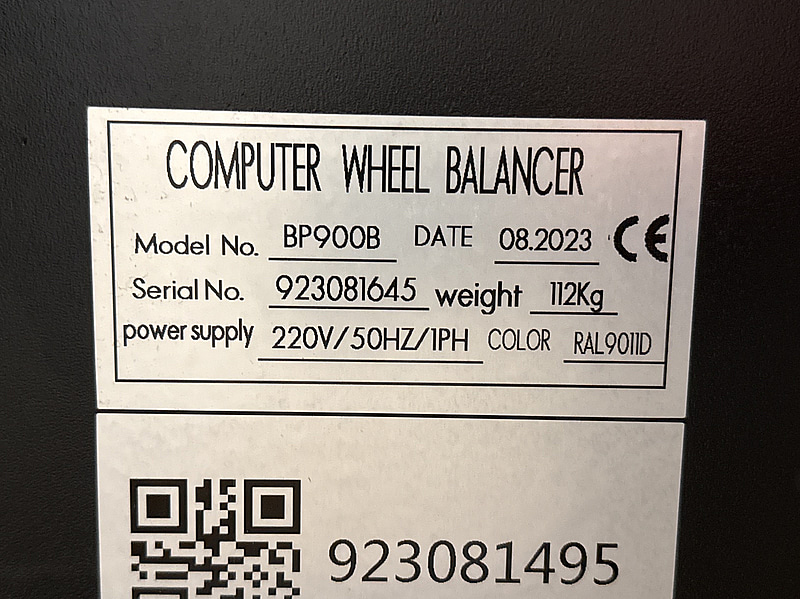 COMPUTER WHEEL BALANCER
Model No. BP900B DATE 08.2023 CE
Serial No. 923081645 weight 112Kg
power supply 220V/50HZ/1PH COLOR RAL9011D
923081495